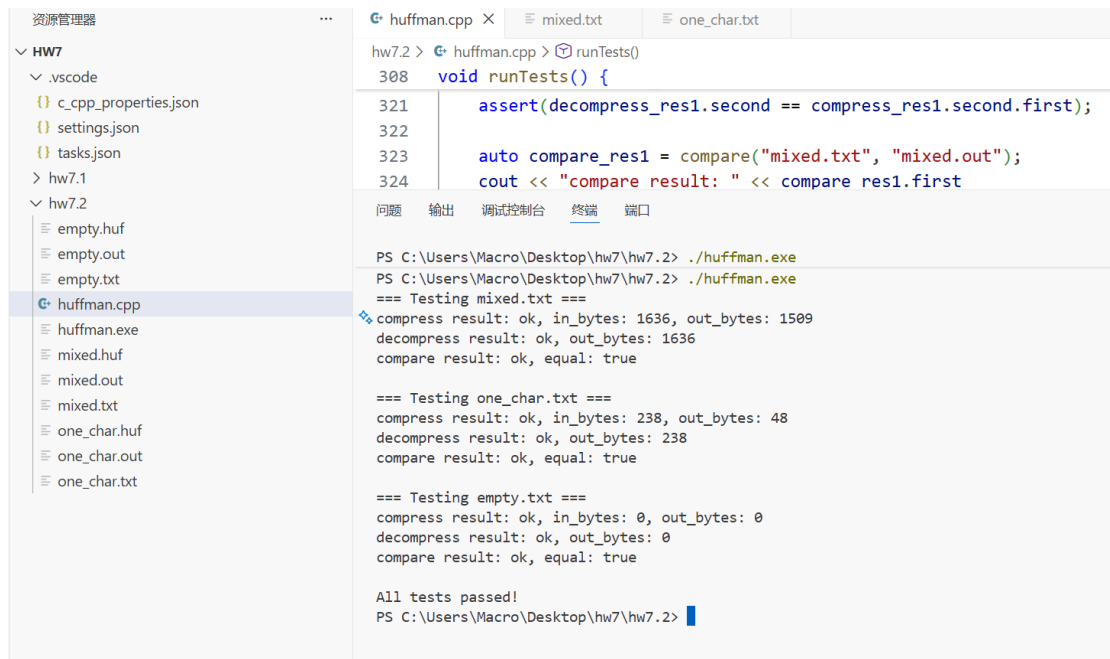 资源管理器
...
HW7
.vscode
{} c_cpp_properties.json
{} settings.json
{} tasks.json
hw7.1
hw7.2
empty.huf
empty.out
empty.txt
huffman.cpp
huffman.exe
mixed.huf
mixed.out
mixed.txt
one_char.huf
one_char.out
one_char.txt
huffman.cpp mixed.txt one_char.txt
hw7.2 > huffman.cpp > runTests()
308 void runTests() {
321 assert(decompress_res1.second == compress_res1.second.first);
322
323 auto compare_res1 = compare("mixed.txt", "mixed.out");
324 cout << "compare result: " << compare_res1.first
问题 输出 调试控制台 终端 端口
PS C:\Users\Macro\Desktop\hw7\hw7.2> ./huffman.exe
PS C:\Users\Macro\Desktop\hw7\hw7.2> ./huffman.exe
=== Testing mixed.txt ===
compress result: ok, in_bytes: 1636, out_bytes: 1509
decompress result: ok, out_bytes: 1636
compare result: ok, equal: true
=== Testing one_char.txt ===
compress result: ok, in_bytes: 238, out_bytes: 48
decompress result: ok, out_bytes: 238
compare result: ok, equal: true
=== Testing empty.txt ===
compress result: ok, in_bytes: 0, out_bytes: 0
decompress result: ok, out_bytes: 0
compare result: ok, equal: true
All tests passed!
PS C:\Users\Macro\Desktop\hw7\hw7.2>